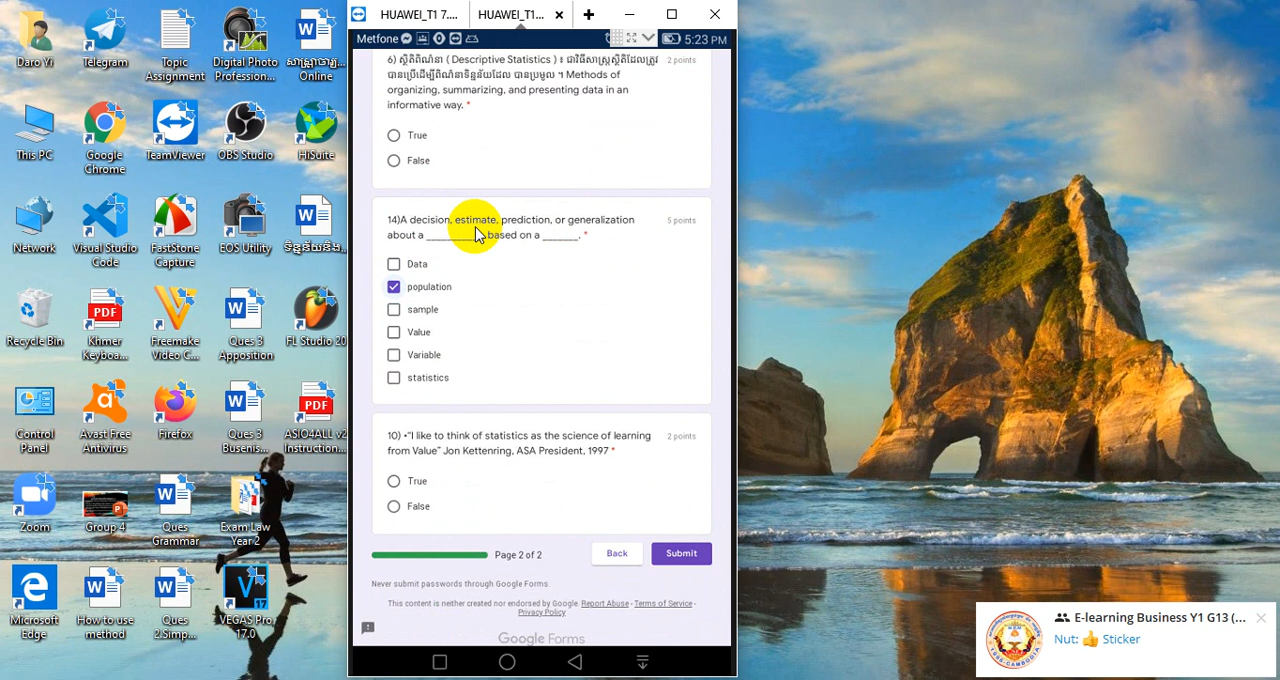 HUAWEI_T1 7....
HUAWEI_T1...
Metfone
5:23 PM
6) ស្ថិតិពិណ៌នា ( Descriptive Statistics ) ៖ ជាវិធីសាស្ត្រស្ថិតិដែលត្រូវ
2 points
បានប្រើដើម្បីពិណ៌នាទិន្នន័យដែល បានប្រមូល ។ Methods of
organizing, summarizing, and presenting data in an
informative way. *
True
False
14)A decision, estimate, prediction, or generalization
5 points
about a __________ based on a _______. *
Data
population
sample
Value
Variable
statistics
10) •"I like to think of statistics as the science of learning
2 points
from Value" Jon Kettenring, ASA President, 1997 *
True
False
Page 2 of 2
Back
Submit
Never submit passwords through Google Forms.
This content is neither created nor endorsed by Google. Report Abuse - Terms of Service -
Privacy Policy
Google Forms
Daro Yi
Telegram
Topic
Assignment
Digital Photo
Profession...
Online
This PC
Google
Chrome
TeamViewer
OBS Studio
HiSuite
Network
Visual Studio
Code
FastStone
Capture
EOS Utility
Recycle Bin
PDF
Khmer
Keyboa...
Freemake
Video C...
Ques 3
Apposition
FL Studio 20
Control
Panel
Avast Free
Antivirus
Firefox
Ques 3
Busenis...
PDF
ASIO4ALL v2
Instruction...
Zoom
Group 4
Ques
Grammar
Exam Law
Year 2
Microsoft
Edge
How to use
method
Ques
2.Simp...
17
VEGAS Pro
17.0
E-learning Business Y1 G13 (...
Nut: 👍 Sticker